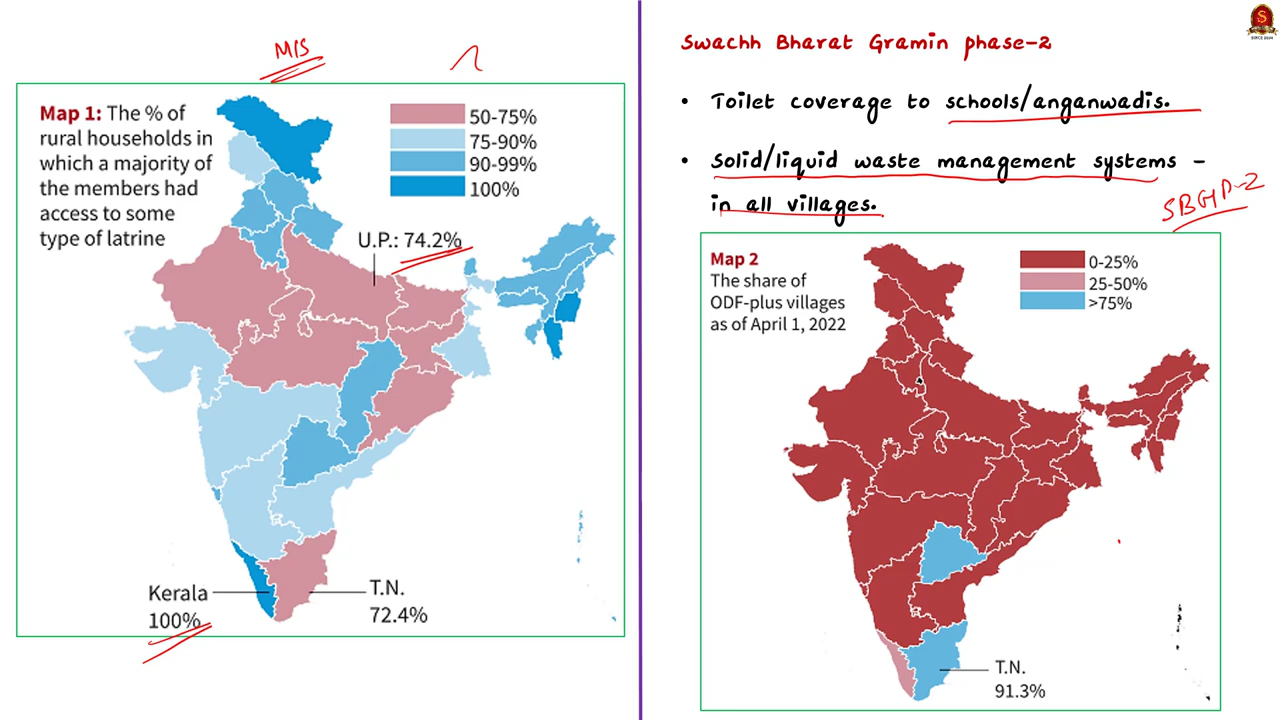 MIS
Map 1: The % of
rural households in
which a majority of
the members had
access to some
type of latrine
50-75%
75-90%
90-99%
100%
U.P.: 74.2%
Kerala
100%
T.N.
72.4%
Swachh Bharat Gramin phase-2
• Toilet coverage to schools/anganwadis.
• Solid/liquid waste management systems -
in all villages.
SBGP-2
Map 2
The share of
ODF-plus villages
as of April 1, 2022
0-25%
25-50%
>75%
T.N.
91.3%
S
SINCE 2004